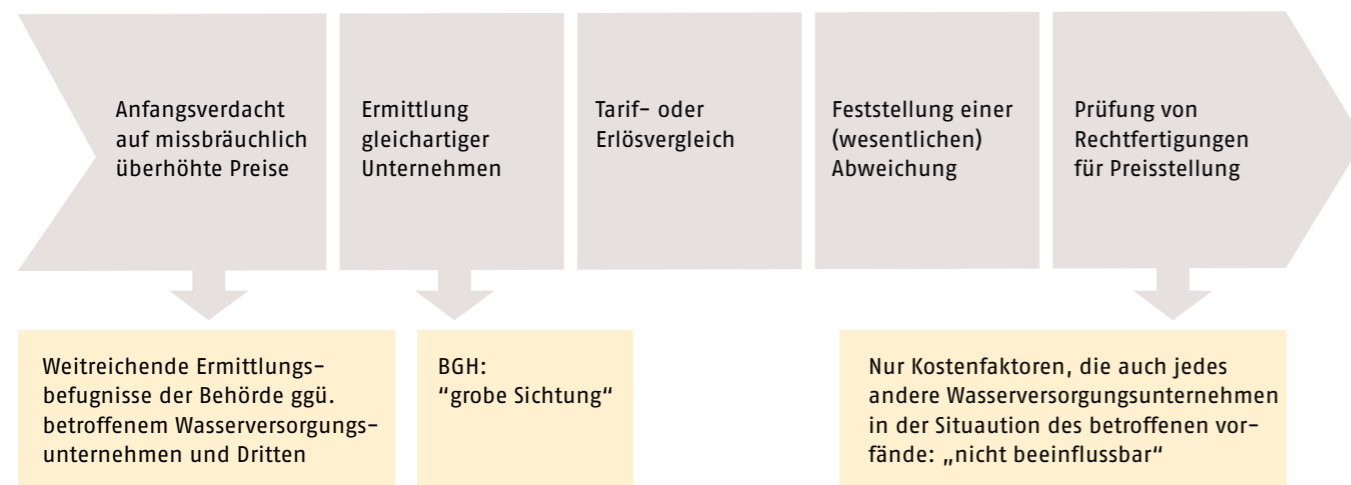 Anfangsverdacht
auf missbräuchlich
überhöhte Preise
Ermittlung
gleichartiger
Unternehmen
Tarif- oder
Erlösvergleich
Feststellung einer
(wesentlichen)
Abweichung
Prüfung von
Rechtfertigungen
für Preisstellung
Weitreichende Ermittlungs-
befugnisse der Behörde ggü.
betroffenem Wasserversorgungs-
unternehmen und Dritten
BGH:
“grobe Sichtung“
Nur Kostenfaktoren, die auch jedes
andere Wasserversorgungsunternehmen
in der Situaution des betroffenen vor-
fände: „nicht beeinflussbar“